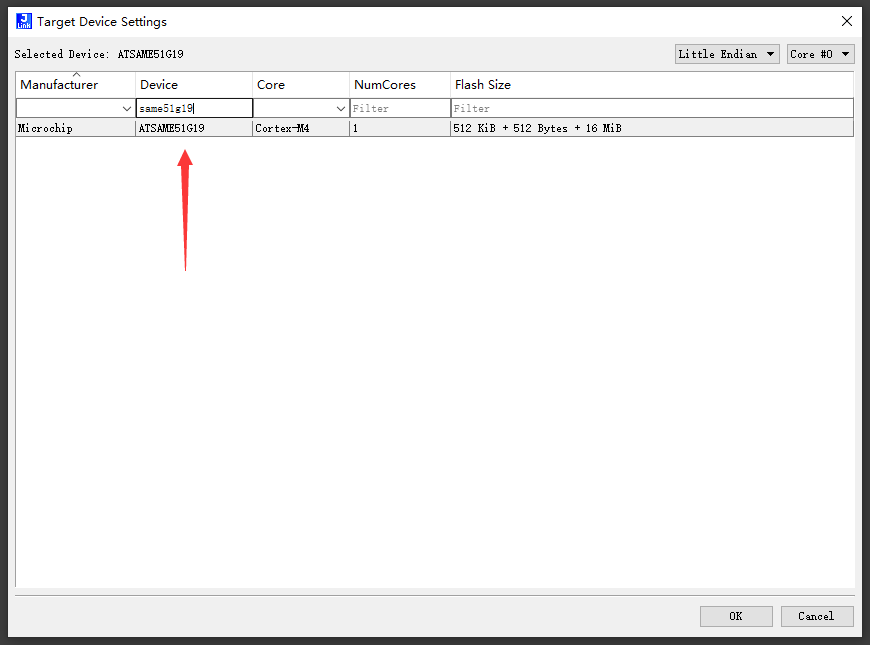 J
Link
Target Device Settings
Selected Device: ATSAME51G19
Little Endian
Core #0
Manufacturer Device Core NumCores Flash Size
same51g19 Filter Filter
Microchip ATSAME51G19 Cortex-M4 1 512 KiB + 512 Bytes + 16 MiB
OK Cancel